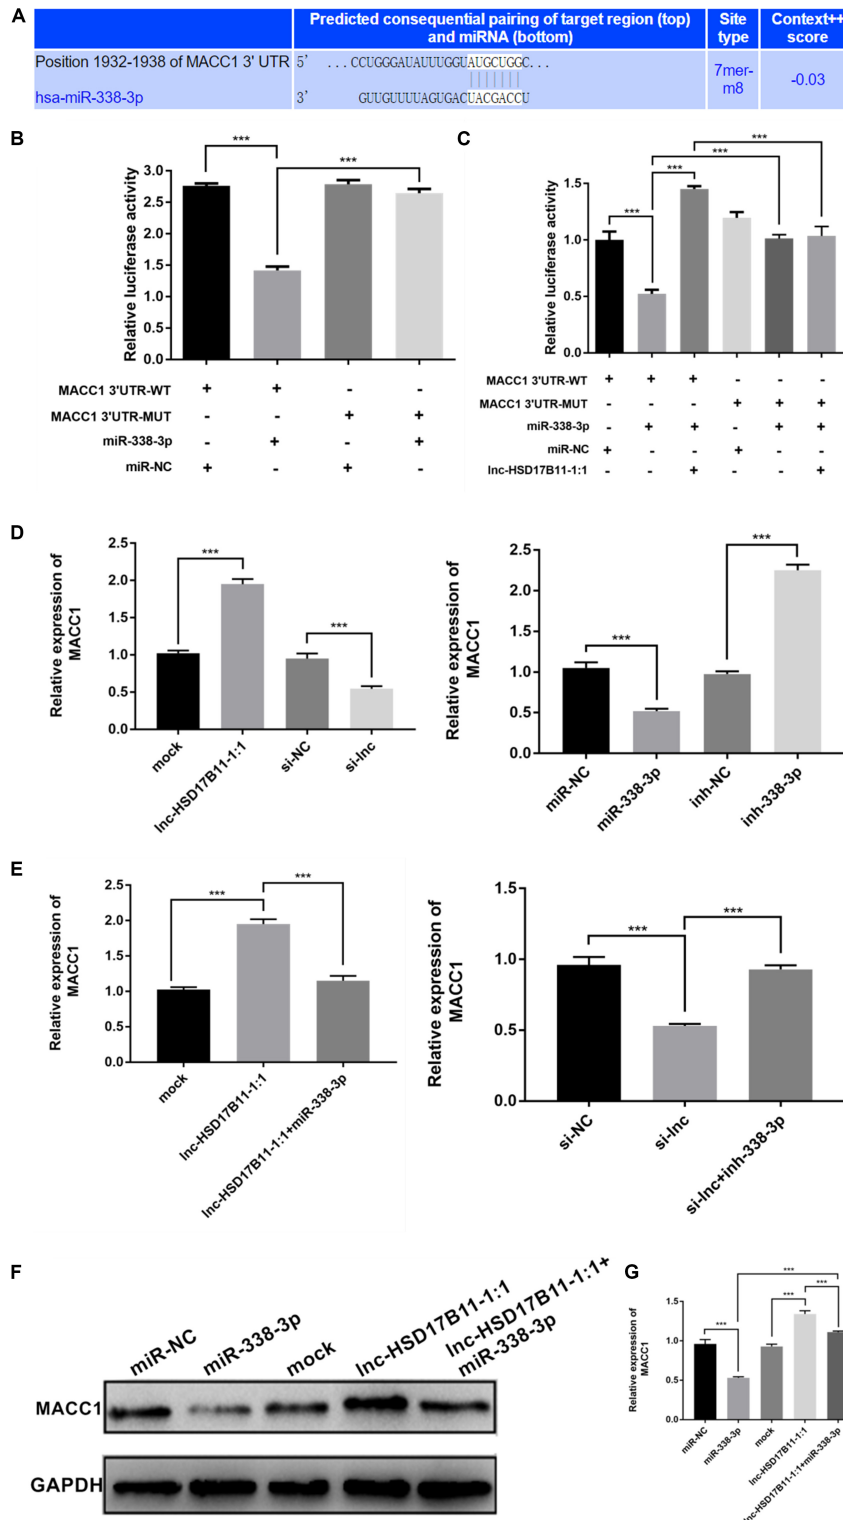 A
Predicted consequential pairing of target region (top) and miRNA (bottom)
Site type
Context++ score
Position 1932-1938 of MACC1 3' UTR
5' ...CCUGGGAUAUUUGGUAUGCUGGC...
hsa-miR-338-3p
3' GUUGUUUUAGUGACUACGACCU
7mer-m8
-0.03
B
Relative luciferase activity
3.0
2.5
2.0
1.5
1.0
0.5
0.0
***
***
MACC1 3'UTR-WT + + - -
MACC1 3'UTR-MUT - - + +
miR-338-3p - + - +
miR-NC + - + -
C
Relative luciferase activity
1.5
1.0
0.5
0.0
***
***
***
***
MACC1 3'UTR-WT + + + - - -
MACC1 3'UTR-MUT - - - + + +
miR-338-3p - + + - + +
miR-NC + - - + - -
lnc-HSD17B11-1:1 - - + - - +
D
Relative expression of MACC1
2.5
2.0
1.5
1.0
0.5
0.0
***
***
mock
lnc-HSD17B11-1:1
si-NC
si-lnc
Relative expression of MACC1
2.5
2.0
1.5
1.0
0.5
0.0
***
***
miR-NC
miR-338-3p
inh-NC
inh-338-3p
E
Relative expression of MACC1
2.5
2.0
1.5
1.0
0.5
0.0
***
***
mock
lnc-HSD17B11-1:1
lnc-HSD17B11-1:1+miR-338-3p
Relative expression of MACC1
1.5
1.0
0.5
0.0
***
***
si-NC
si-lnc
si-lnc+inh-338-3p
F
miR-NC
miR-338-3p
mock
lnc-HSD17B11-1:1
lnc-HSD17B11-1:1+
miR-338-3p
MACC1
GAPDH
G
Relative expression of MACC1
1.5
1.0
0.5
0.0
***
***
***
***
miR-NC
miR-338-3p
mock
lnc-HSD17B11-1:1
lnc-HSD17B11-1:1+miR-338-3p